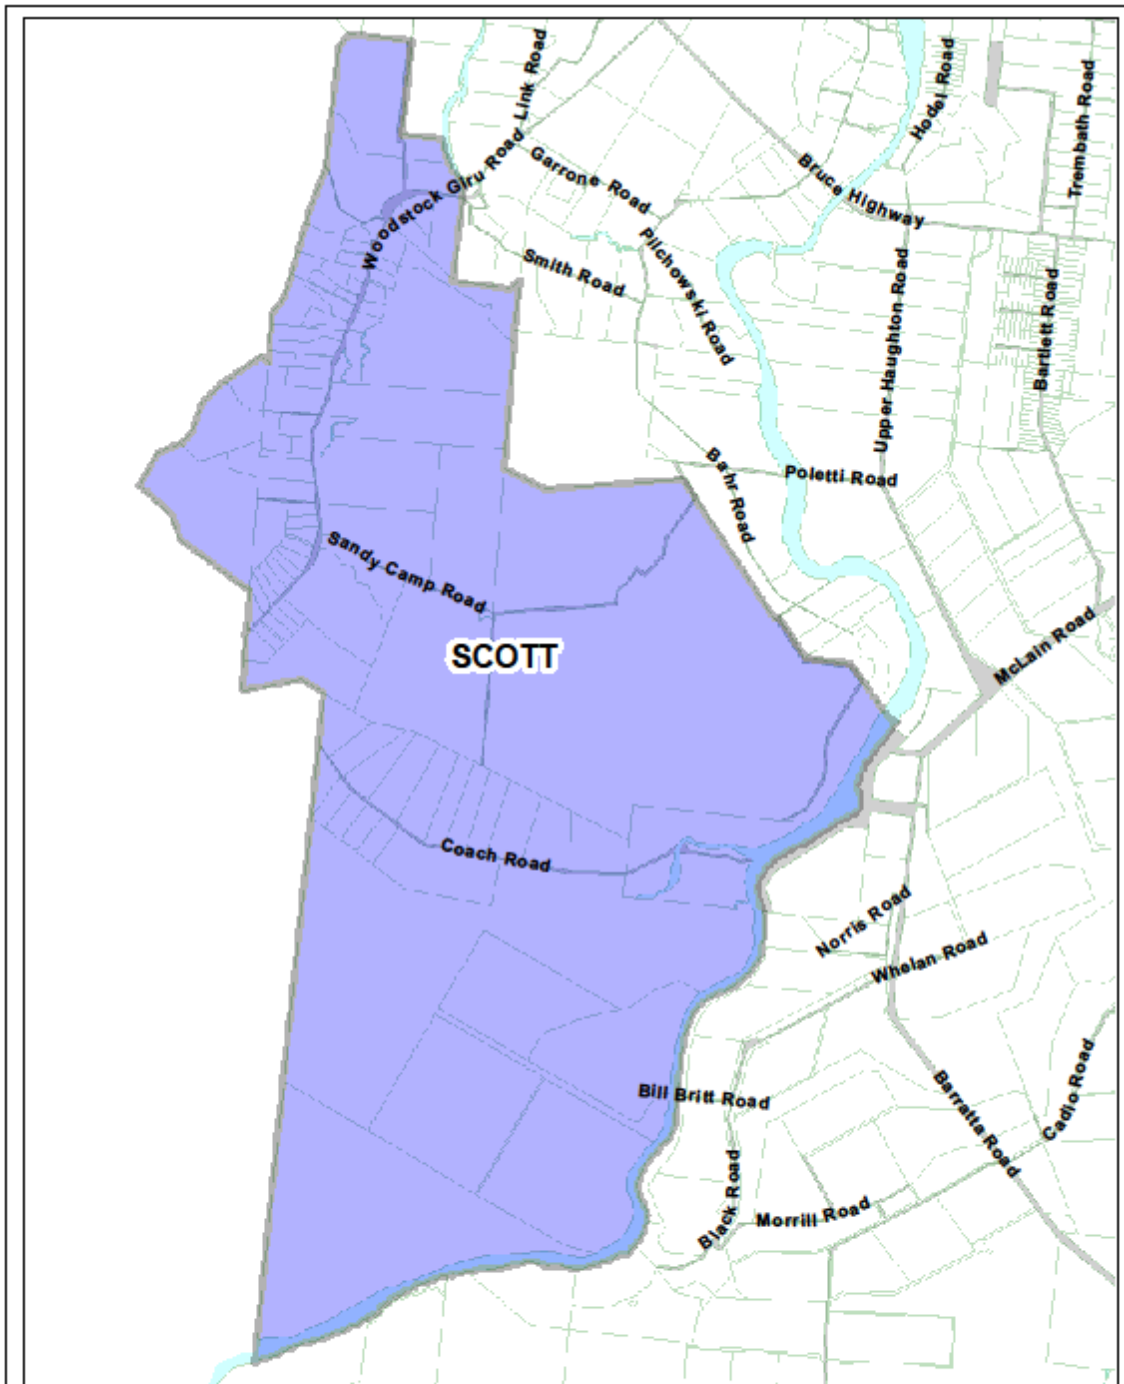 Link Road
Hodel Road
Trembath Road
Woodstock Giru Road
Garrone Road
Bruce Highway
Smith Road
Pilchowski Road
Upper Haughton Road
Bartlett Road
Bahr Road
Poletti Road
Sandy Camp Road
SCOTT
McLain Road
Coach Road
Norris Road
Whelan Road
Bill Britt Road
Barratta Road
Cadio Road
Black Road
Morrill Road